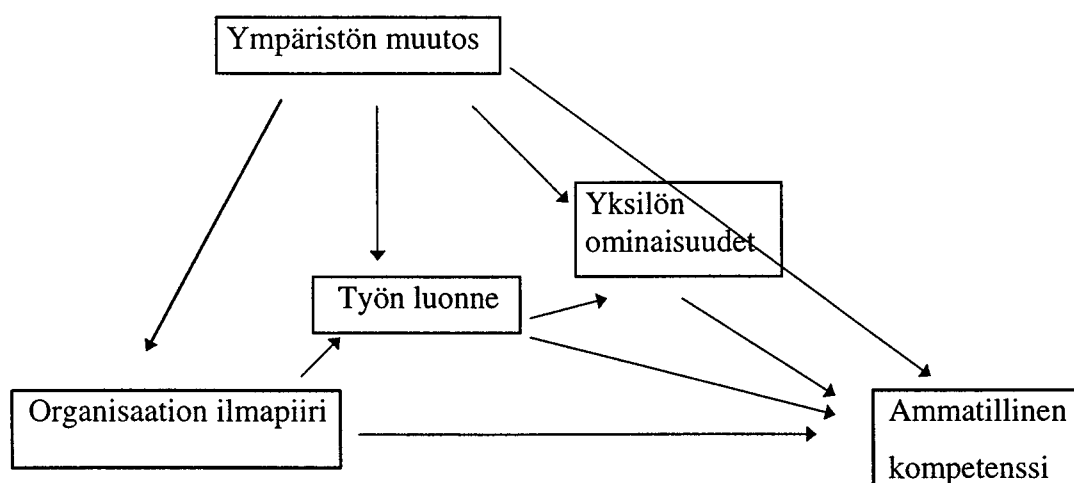 Ympäristön muutos
Yksilön
ominaisuudet
Työn luonne
Organisaation ilmapiiri
Ammatillinen
kompetenssi